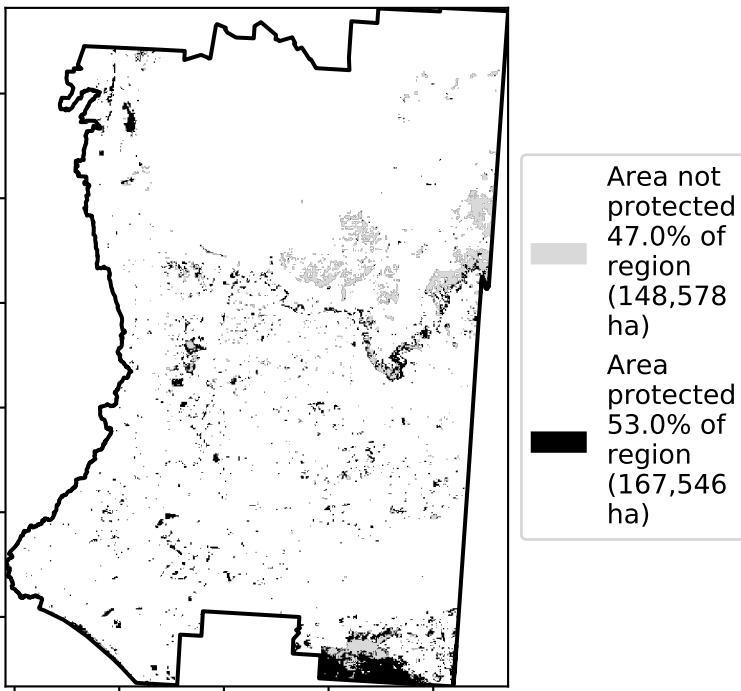 Area not
protected
47.0% of
region
(148,578
ha)
Area
protected
53.0% of
region
(167,546
ha)